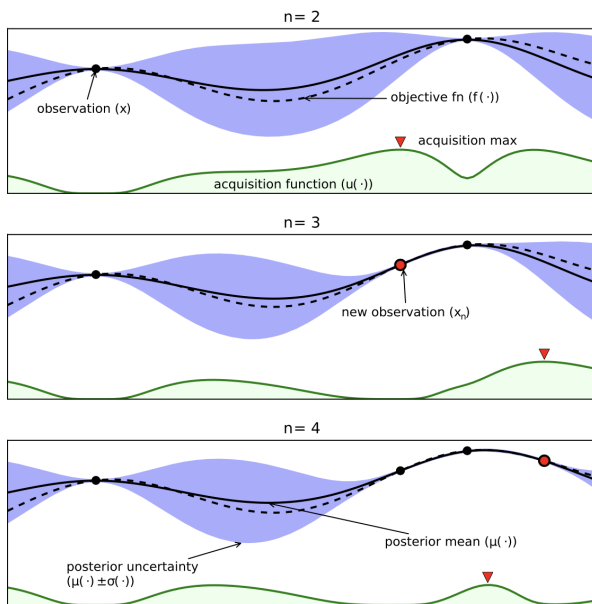 n= 2
observation (x)
objective fn (f(·))
acquisition max
acquisition function (u(·))
n= 3
new observation (xₙ)
n= 4
posterior mean (μ(·))
posterior uncertainty
(μ(·) ±σ(·))